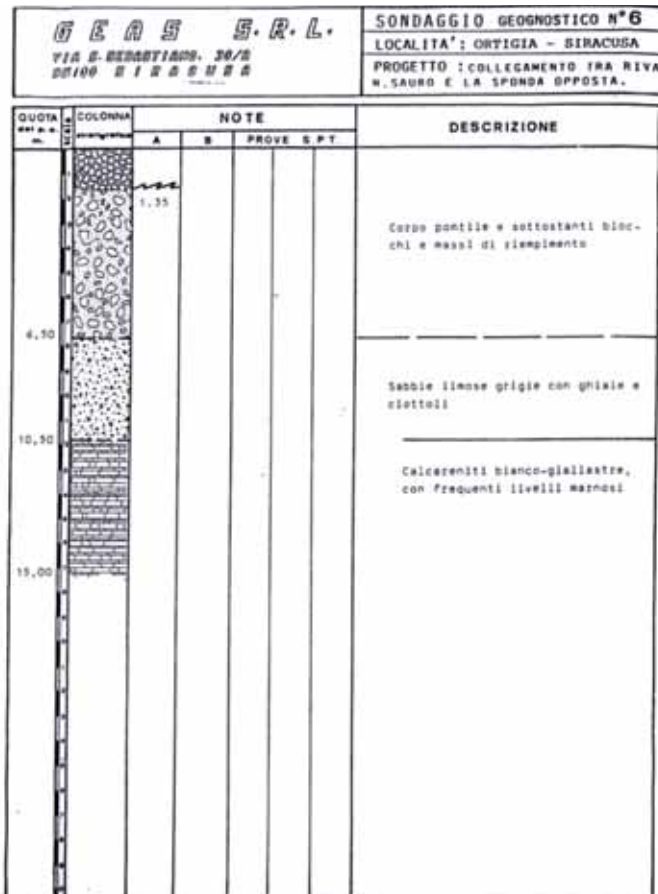 GEAS S.R.L.
VIA S. SEBASTIANO. 30/B
SIRACUSA
SONDAGGIO GEOGNOSTICO N°6
LOCALITA': ORTIGIA - SIRACUSA
PROGETTO : COLLEGAMENTO TRA RIVA
N. SAURO E LA SPONDA OPPOSTA.
QUOTA
m.
COLONNA
NOTE
A B PROVE S P T
DESCRIZIONE
1.35
Corpo pontile e sottostanti bloc-
chi e massi di riempimento
Sabbie limose grigie con ghiaie e
ciottoli
10,50
Calcareniti bianco-giallastre,
con frequenti livelli marnosi
15,00